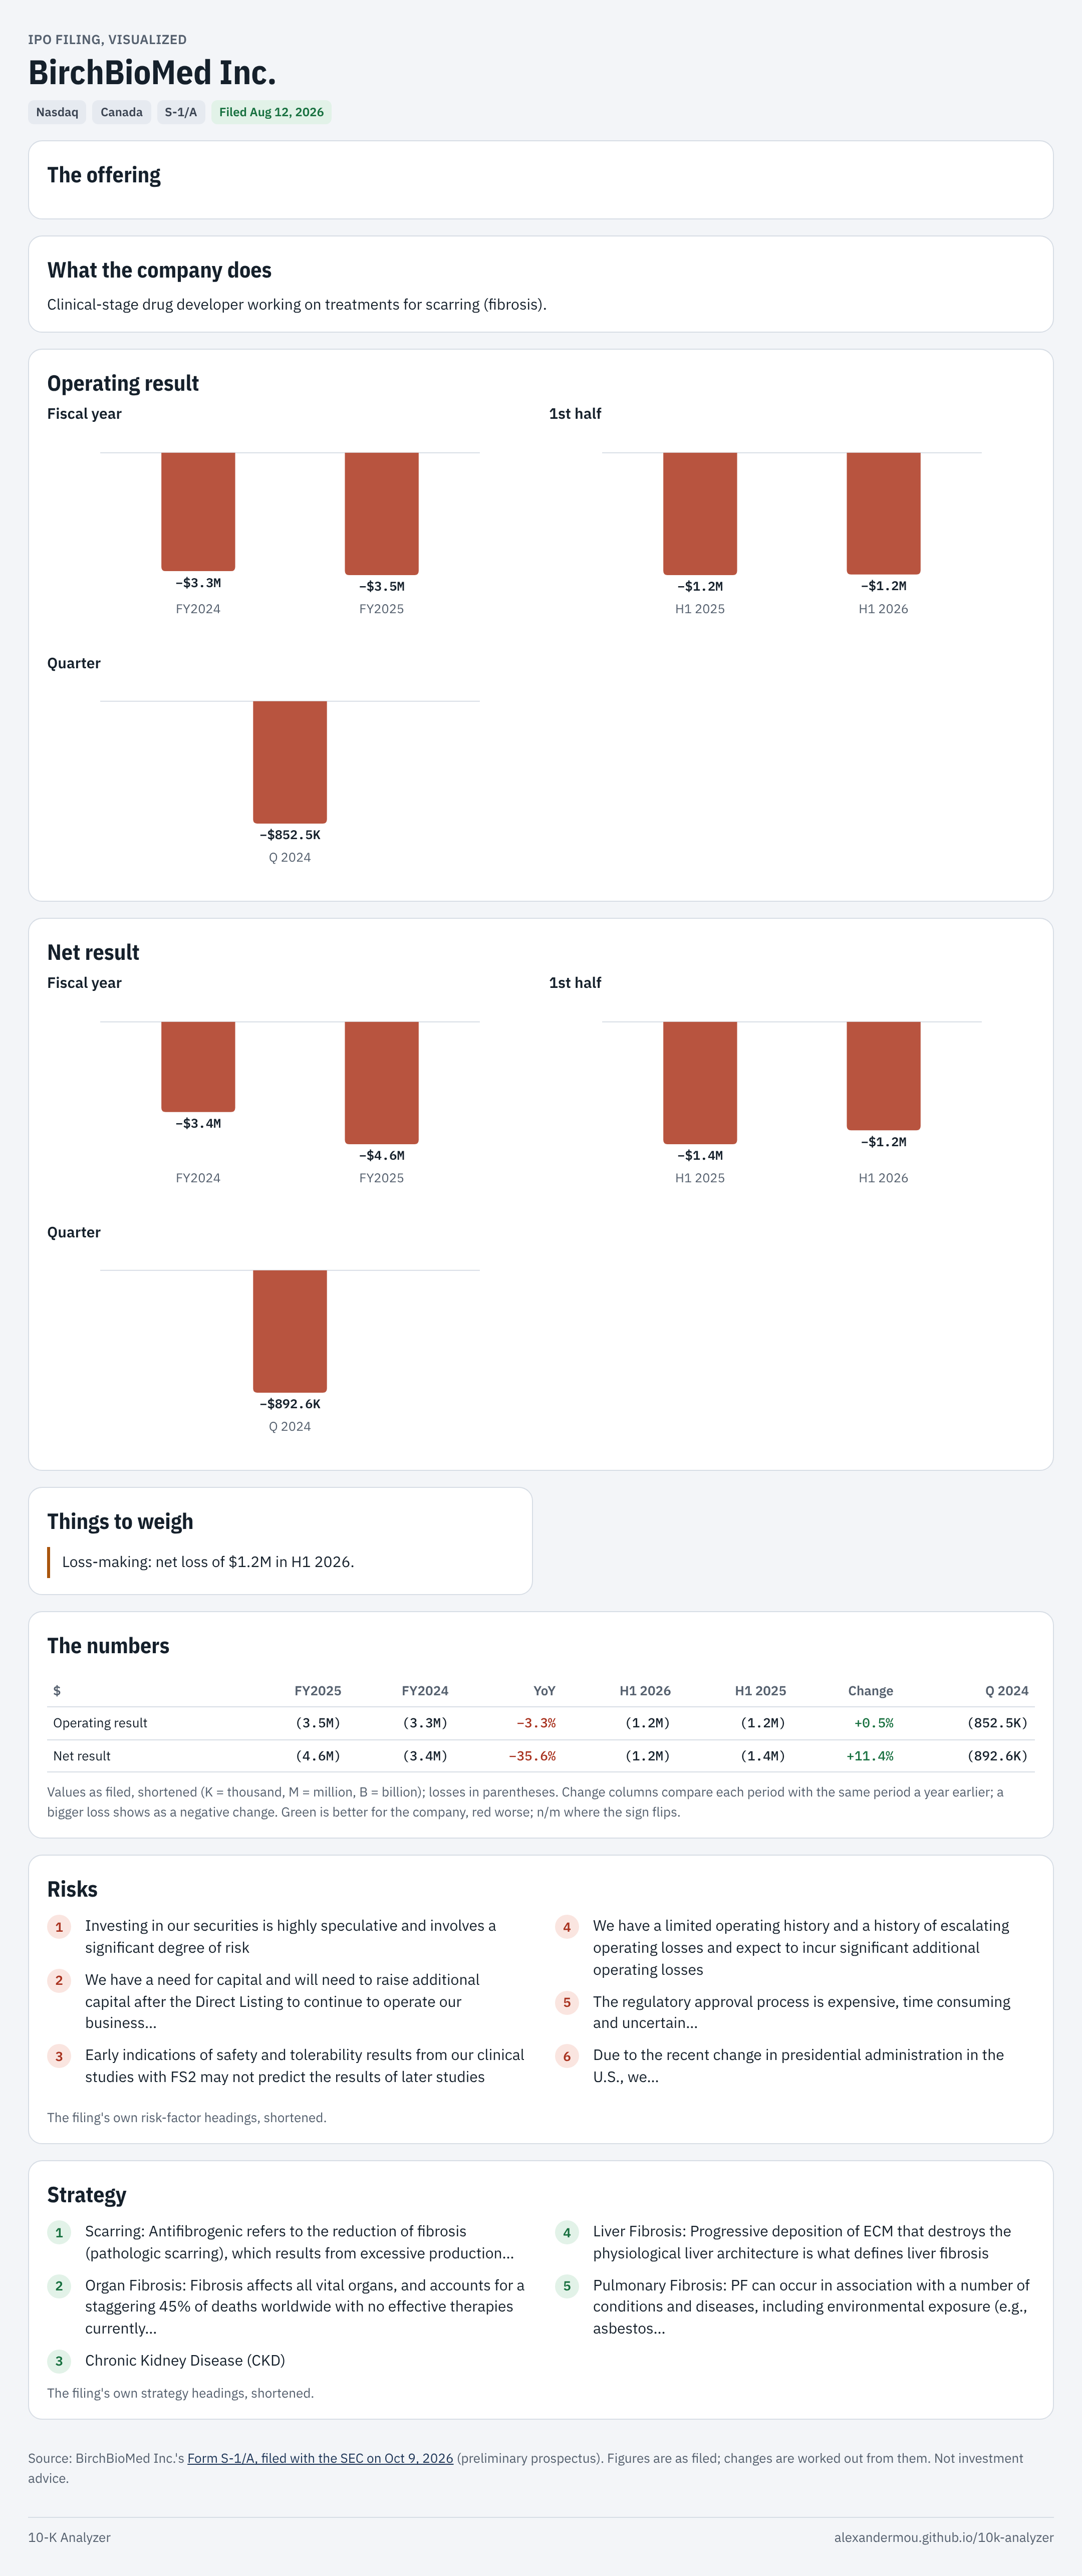 IPO FILING, VISUALIZED
BirchBioMed Inc.
Nasdaq
Canada
S-1/A
Filed Aug 12, 2026
The offering
What the company does
Clinical-stage drug developer working on treatments for scarring (fibrosis).
Operating result
Fiscal year
−$3.3M
−$3.5M
FY2024
FY2025
1st half
−$1.2M
−$1.2M
H1 2025
H1 2026
Quarter
−$852.5K
Q 2024
Net result
Fiscal year
−$3.4M
−$4.6M
FY2024
FY2025
1st half
−$1.4M
−$1.2M
H1 2025
H1 2026
Quarter
−$892.6K
Q 2024
Things to weigh
Loss-making: net loss of $1.2M in H1 2026.
The numbers
$ FY2025 FY2024 YoY H1 2026 H1 2025 Change Q 2024
Operating result (3.5M) (3.3M) −3.3% (1.2M) (1.2M) +0.5% (852.5K)
Net result (4.6M) (3.4M) −35.6% (1.2M) (1.4M) +11.4% (892.6K)
Values as filed, shortened (K = thousand, M = million, B = billion); losses in parentheses. Change columns compare each period with the same period a year earlier; a
bigger loss shows as a negative change. Green is better for the company, red worse; n/m where the sign flips.
Risks
1 Investing in our securities is highly speculative and involves a
significant degree of risk
2 We have a need for capital and will need to raise additional
capital after the Direct Listing to continue to operate our
business…
3 Early indications of safety and tolerability results from our clinical
studies with FS2 may not predict the results of later studies
4 We have a limited operating history and a history of escalating
operating losses and expect to incur significant additional
operating losses
5 The regulatory approval process is expensive, time consuming
and uncertain…
6 Due to the recent change in presidential administration in the
U.S., we…
The filing's own risk-factor headings, shortened.
Strategy
1 Scarring: Antifibrogenic refers to the reduction of fibrosis
(pathologic scarring), which results from excessive production…
2 Organ Fibrosis: Fibrosis affects all vital organs, and accounts for a
staggering 45% of deaths worldwide with no effective therapies
currently…
3 Chronic Kidney Disease (CKD)
4 Liver Fibrosis: Progressive deposition of ECM that destroys the
physiological liver architecture is what defines liver fibrosis
5 Pulmonary Fibrosis: PF can occur in association with a number of
conditions and diseases, including environmental exposure (e.g.,
asbestos…
The filing's own strategy headings, shortened.
Source: BirchBioMed Inc.'s Form S-1/A, filed with the SEC on Oct 9, 2026 (preliminary prospectus). Figures are as filed; changes are worked out from them. Not investment
advice.
10-K Analyzer
alexandermou.github.io/10k-analyzer